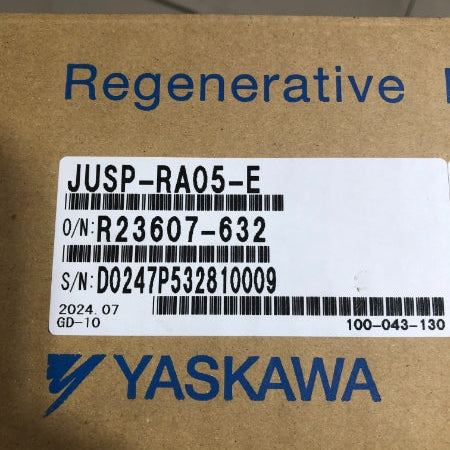 Regenerative
JUSP-RA05-E
O/N: R23607-632
S/N: D0247P532810009
2024.07
GD-10
100-043-130
YASKAWA